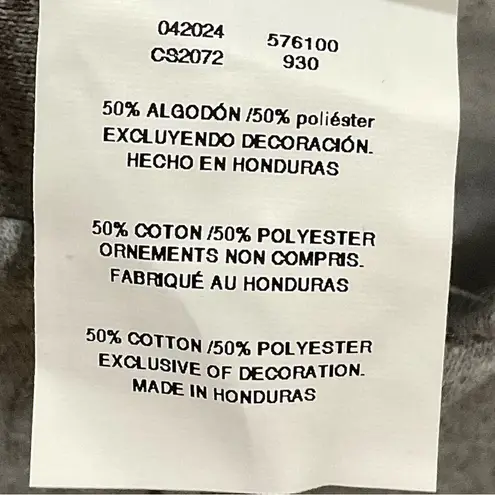 042024 576100
CS2072 930
50% ALGODÓN /50% poliéster
EXCLUYENDO DECORACIÓN.
HECHO EN HONDURAS
50% COTON /50% POLYESTER
ORNEMENTS NON COMPRIS.
FABRIQUÉ AU HONDURAS
50% COTTON /50% POLYESTER
EXCLUSIVE OF DECORATION.
MADE IN HONDURAS